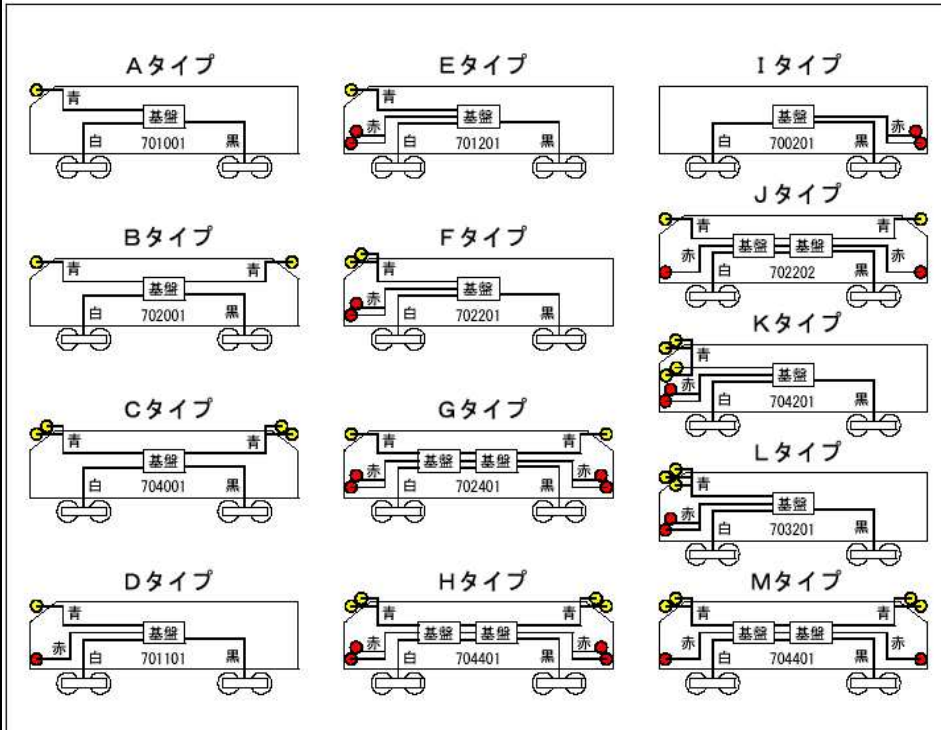 Aタイプ
青
基盤
白
701001
黒
Bタイプ
青
青
基盤
白
702001
黒
Cタイプ
青
青
基盤
白
704001
黒
Dタイプ
青
赤
基盤
白
701101
黒
Eタイプ
青
赤
基盤
白
701201
黒
Fタイプ
青
赤
基盤
白
702201
黒
Gタイプ
青
青
赤
基盤
基盤
赤
白
702401
黒
Hタイプ
青
青
赤
基盤
基盤
赤
白
704401
黒
Iタイプ
基盤
赤
白
700201
黒
Jタイプ
青
青
赤
基盤
基盤
赤
白
702202
黒
Kタイプ
青
赤
基盤
白
704201
黒
Lタイプ
青
赤
基盤
白
703201
黒
Mタイプ
青
青
赤
基盤
基盤
赤
白
704401
黒